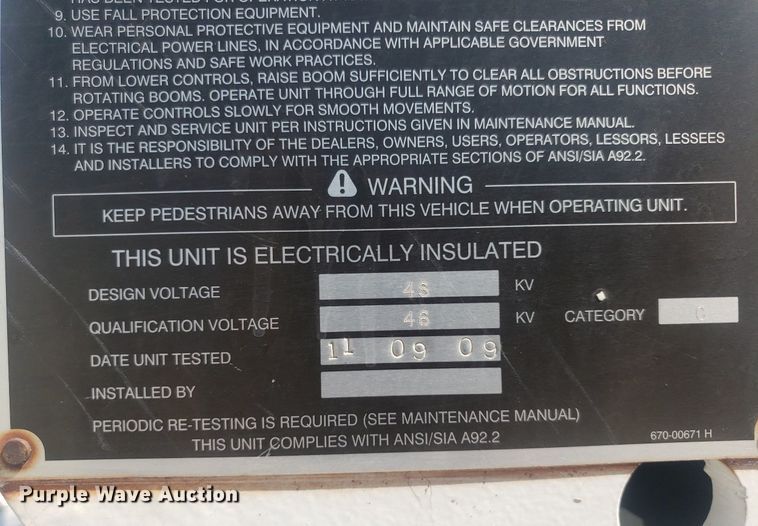 HAS BEEN TESTED FOR OPERATION
9. USE FALL PROTECTION EQUIPMENT.
10. WEAR PERSONAL PROTECTIVE EQUIPMENT AND MAINTAIN SAFE CLEARANCES FROM
ELECTRICAL POWER LINES, IN ACCORDANCE WITH APPLICABLE GOVERNMENT
REGULATIONS AND SAFE WORK PRACTICES.
11. FROM LOWER CONTROLS, RAISE BOOM SUFFICIENTLY TO CLEAR ALL OBSTRUCTIONS BEFORE
ROTATING BOOMS. OPERATE UNIT THROUGH FULL RANGE OF MOTION FOR ALL FUNCTIONS.
12. OPERATE CONTROLS SLOWLY FOR SMOOTH MOVEMENTS.
13. INSPECT AND SERVICE UNIT PER INSTRUCTIONS GIVEN IN MAINTENANCE MANUAL.
14. IT IS THE RESPONSIBILITY OF THE DEALERS, OWNERS, USERS, OPERATORS, LESSORS, LESSEES
AND INSTALLERS TO COMPLY WITH THE APPROPRIATE SECTIONS OF ANSI/SIA A92.2.
WARNING
KEEP PEDESTRIANS AWAY FROM THIS VEHICLE WHEN OPERATING UNIT.
THIS UNIT IS ELECTRICALLY INSULATED
DESIGN VOLTAGE 46 KV
QUALIFICATION VOLTAGE 46 KV CATEGORY C
DATE UNIT TESTED 11 09 09
INSTALLED BY
PERIODIC RE-TESTING IS REQUIRED (SEE MAINTENANCE MANUAL)
THIS UNIT COMPLIES WITH ANSI/SIA A92.2
670-00671 H
Purple Wave Auction